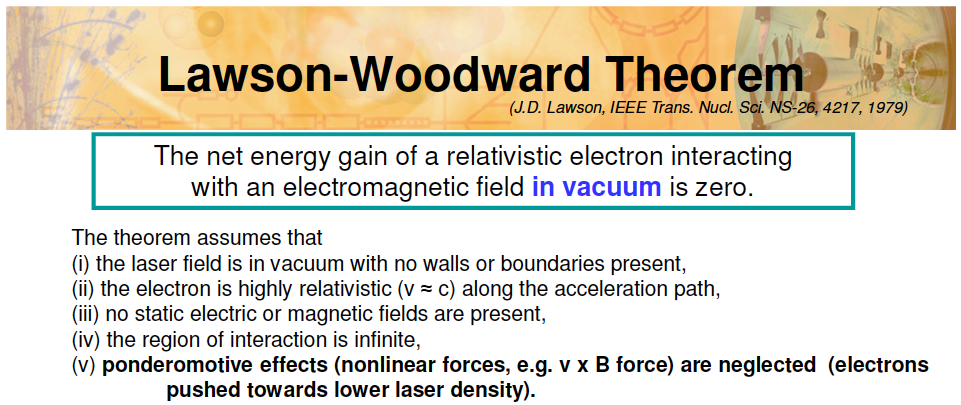 Lawson-Woodward Theorem
(J.D. Lawson, IEEE Trans. Nucl. Sci. NS-26, 4217, 1979)
The net energy gain of a relativistic electron interacting
with an electromagnetic field in vacuum is zero.
The theorem assumes that
(i) the laser field is in vacuum with no walls or boundaries present,
(ii) the electron is highly relativistic (v ≈ c) along the acceleration path,
(iii) no static electric or magnetic fields are present,
(iv) the region of interaction is infinite,
(v) ponderomotive effects (nonlinear forces, e.g. v x B force) are neglected (electrons
pushed towards lower laser density).